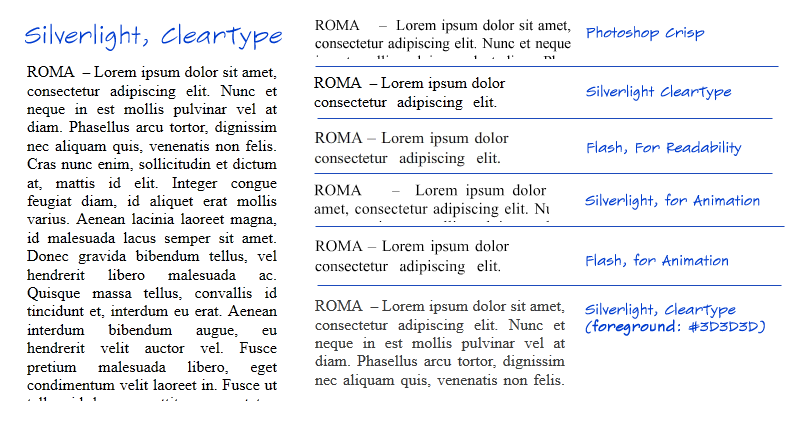 Silverlight, ClearType
ROMA – Lorem ipsum dolor sit amet,
consectetur adipiscing elit. Nunc et
neque in est mollis pulvinar vel at
diam. Phasellus arcu tortor, dignissim
nec aliquam quis, venenatis non felis.
Cras nunc enim, sollicitudin et dictum
at, mattis id elit. Integer congue
feugiat diam, id aliquet erat mollis
varius. Aenean lacinia laoreet magna,
id malesuada lacus semper sit amet.
Donec gravida bibendum tellus, vel
hendrerit libero malesuada ac.
Quisque massa tellus, convallis id
tincidunt et, interdum eu erat. Aenean
interdum bibendum augue, eu
hendrerit velit auctor vel. Fusce
pretium malesuada libero, eget
condimentum velit laoreet in. Fusce ut
ROMA – Lorem ipsum dolor sit amet,
consectetur adipiscing elit. Nunc et neque
Photoshop Crisp
ROMA – Lorem ipsum dolor
consectetur adipiscing elit.
Silverlight ClearType
ROMA – Lorem ipsum dolor
consectetur adipiscing elit.
Flash, For Readability
ROMA – Lorem ipsum dolor
amet, consectetur adipiscing elit.
Silverlight, for Animation
ROMA – Lorem ipsum dolor
consectetur adipiscing elit.
Flash, for Animation
ROMA – Lorem ipsum dolor sit amet,
consectetur adipiscing elit. Nunc et
neque in est mollis pulvinar vel at
diam. Phasellus arcu tortor, dignissim
nec aliquam quis, venenatis non felis.
Silverlight, ClearType
(foreground: #3D3D3D)